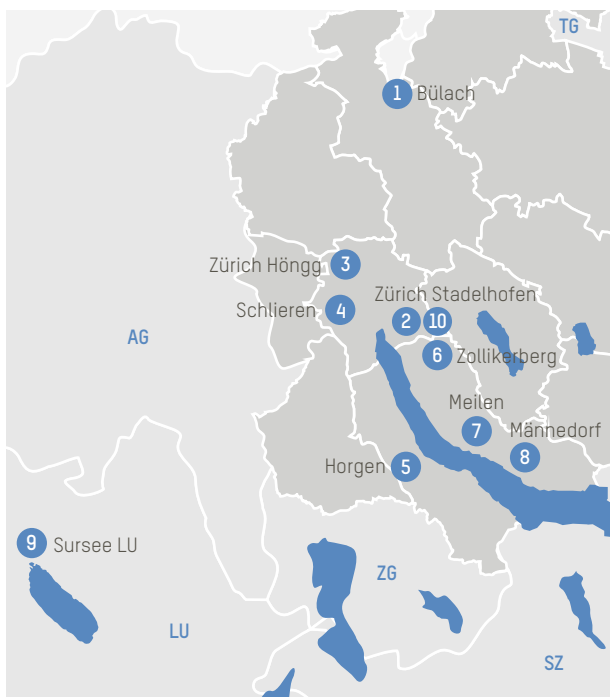 TG
1 Bülach
Zürich Höngg 3
Schlieren 4
Zürich Stadelhofen
2 10
AG
6 Zollikerberg
Meilen
7
Männedorf
8
Horgen 5
9 Sursee LU
ZG
LU
SZ